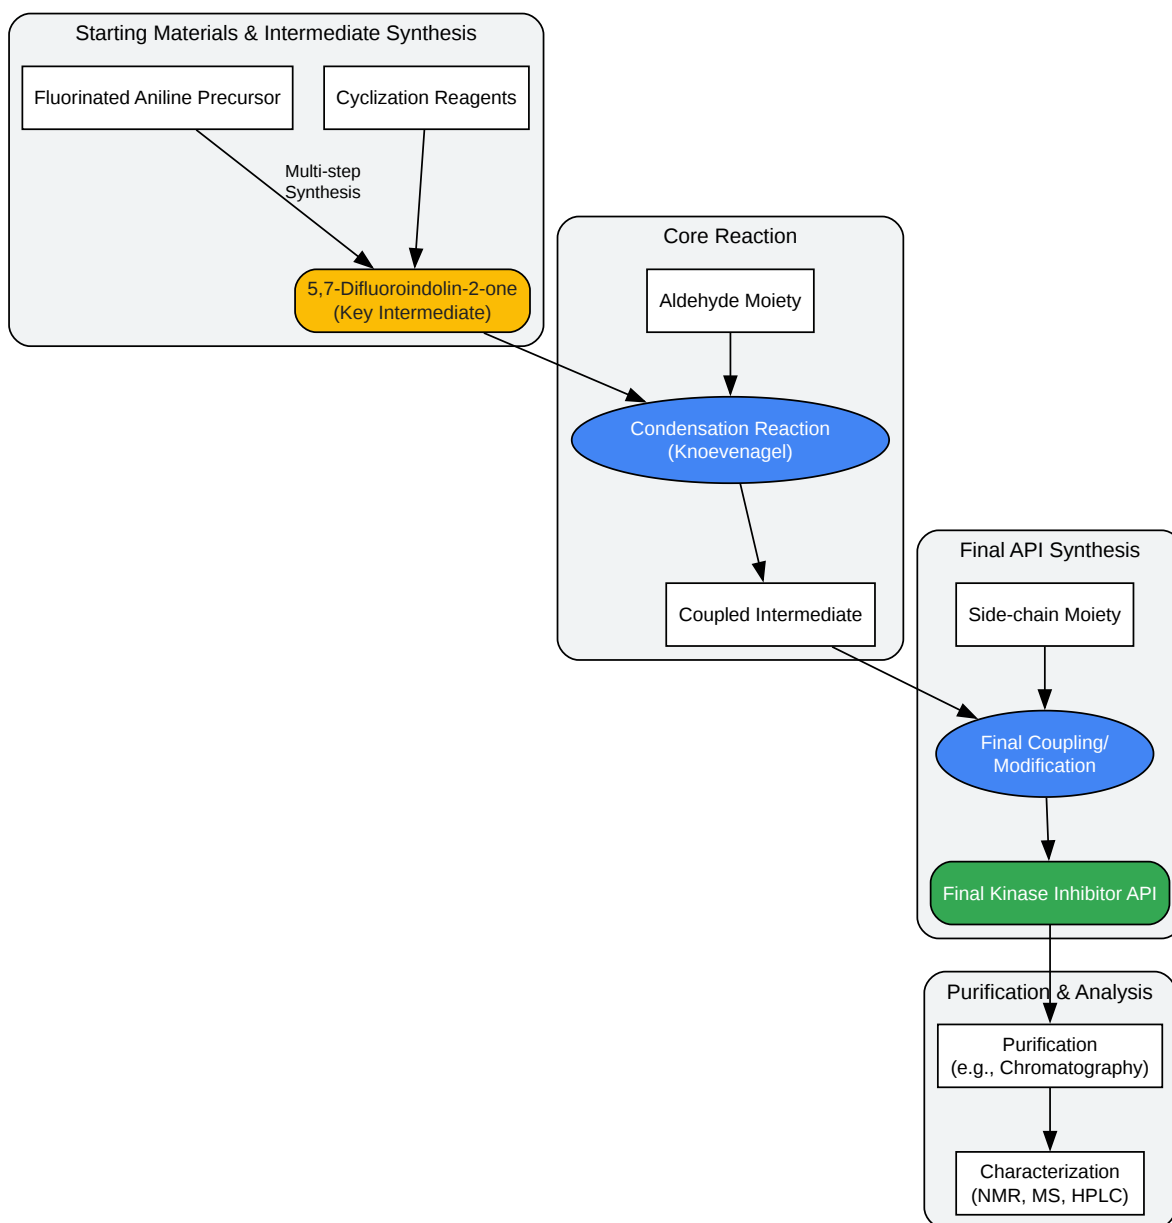 Starting Materials & Intermediate Synthesis
Fluorinated Aniline Precursor
Cyclization Reagents
Multi-step
Synthesis
5,7-Difluoroindolin-2-one
(Key Intermediate)
Core Reaction
Aldehyde Moiety
Condensation Reaction
(Knoevenagel)
Coupled Intermediate
Final API Synthesis
Side-chain Moiety
Final Coupling/
Modification
Final Kinase Inhibitor API
Purification & Analysis
Purification
(e.g., Chromatography)
Characterization
(NMR, MS, HPLC)